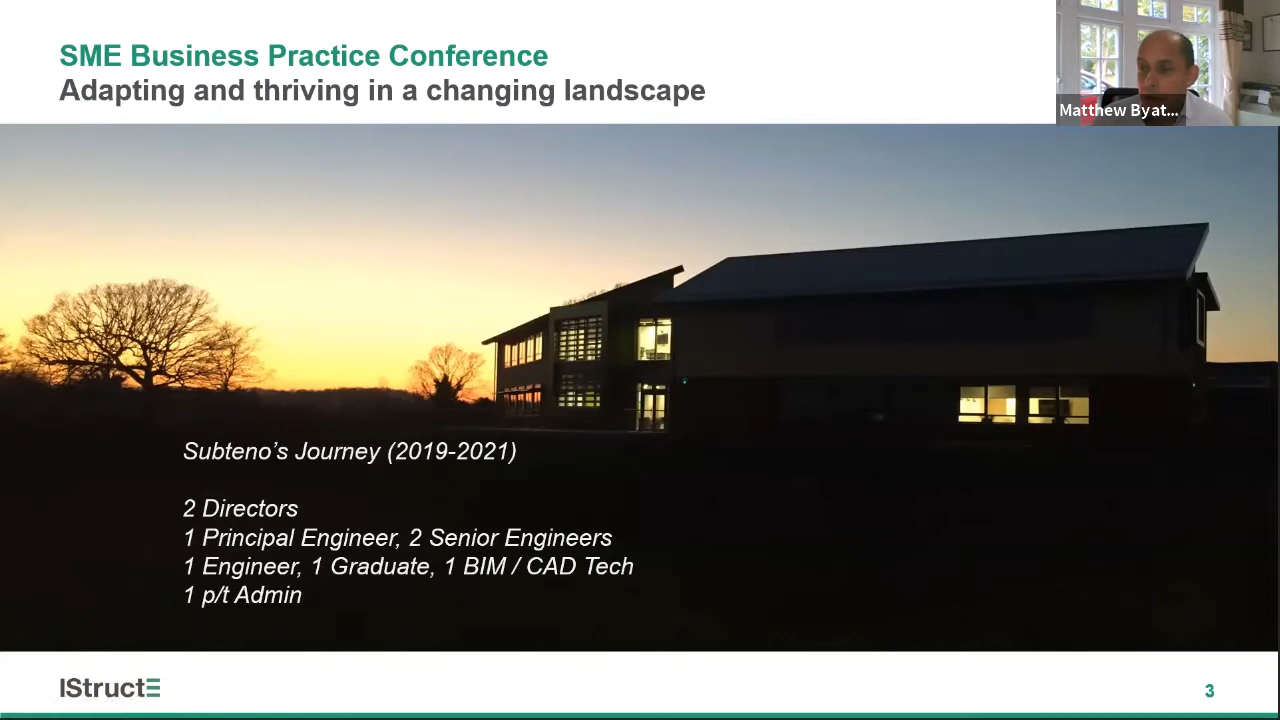 SME Business Practice Conference
Adapting and thriving in a changing landscape
Matthew Byat...
Subteno’s Journey (2019-2021)
2 Directors
1 Principal Engineer, 2 Senior Engineers
1 Engineer, 1 Graduate, 1 BIM / CAD Tech
1 p/t Admin
IStructE
3